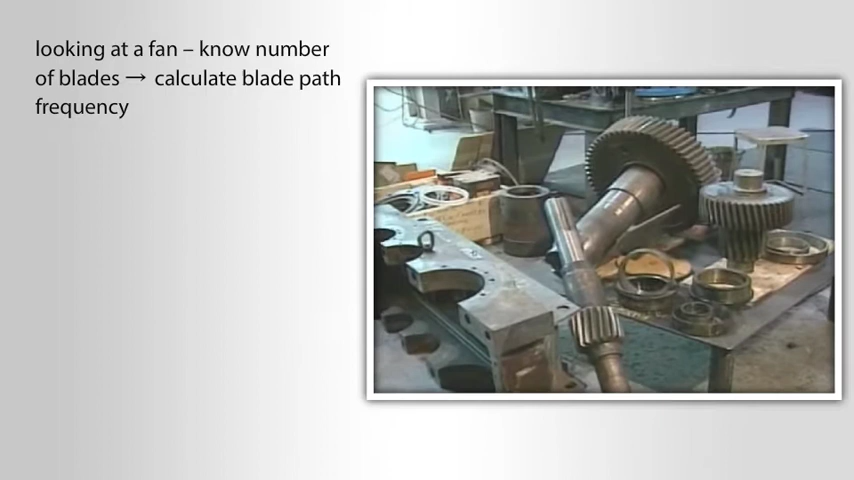 looking at a fan – know number
of blades → calculate blade path
frequency